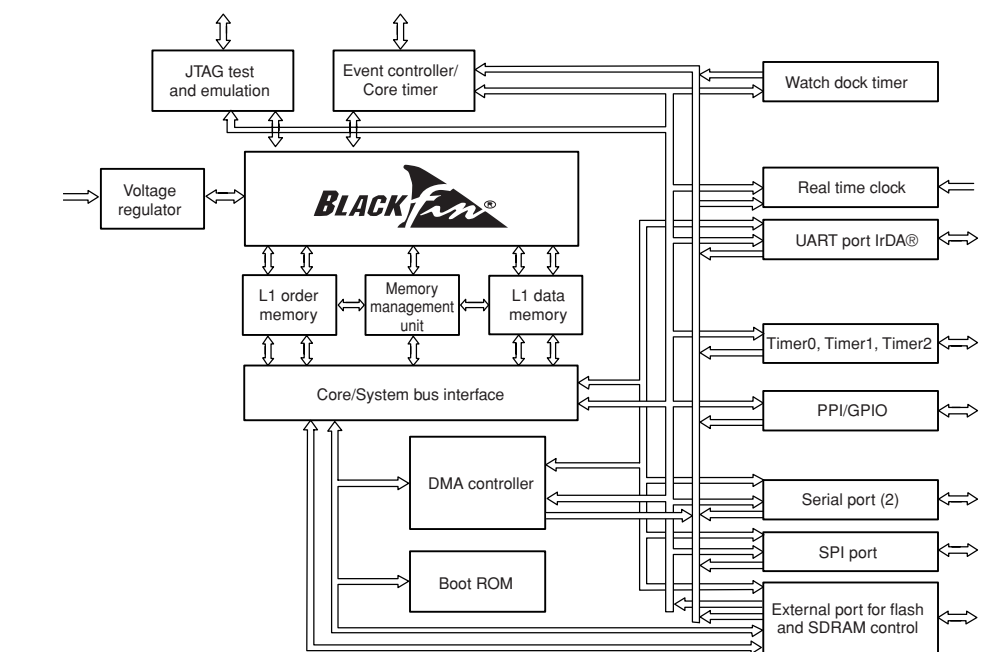 JTAG test
and emulation
Event controller/
Core timer
Watch dock timer
Voltage
regulator
BLACKfin®
Real time clock
UART port IrDA®
L1 order
memory
Memory
management
unit
L1 data
memory
Timer0, Timer1, Timer2
Core/System bus interface
PPI/GPIO
DMA controller
Serial port (2)
SPI port
Boot ROM
External port for flash
and SDRAM control